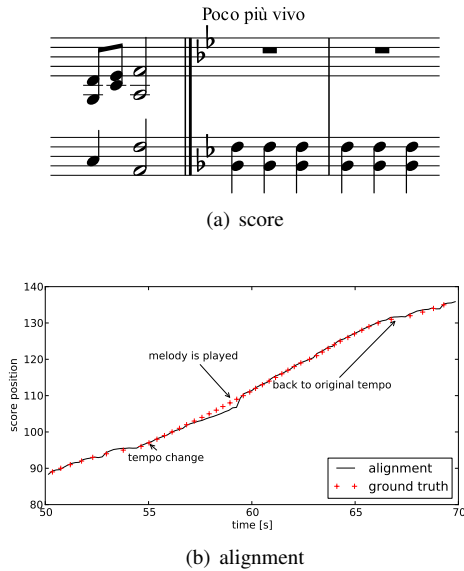 Poco più vivo
(a) score
140
130
120
110
100
90
80
score position
melody is played
back to original tempo
tempo change
alignment
ground truth
50 55 60 65 70
time [s]
(b) alignment